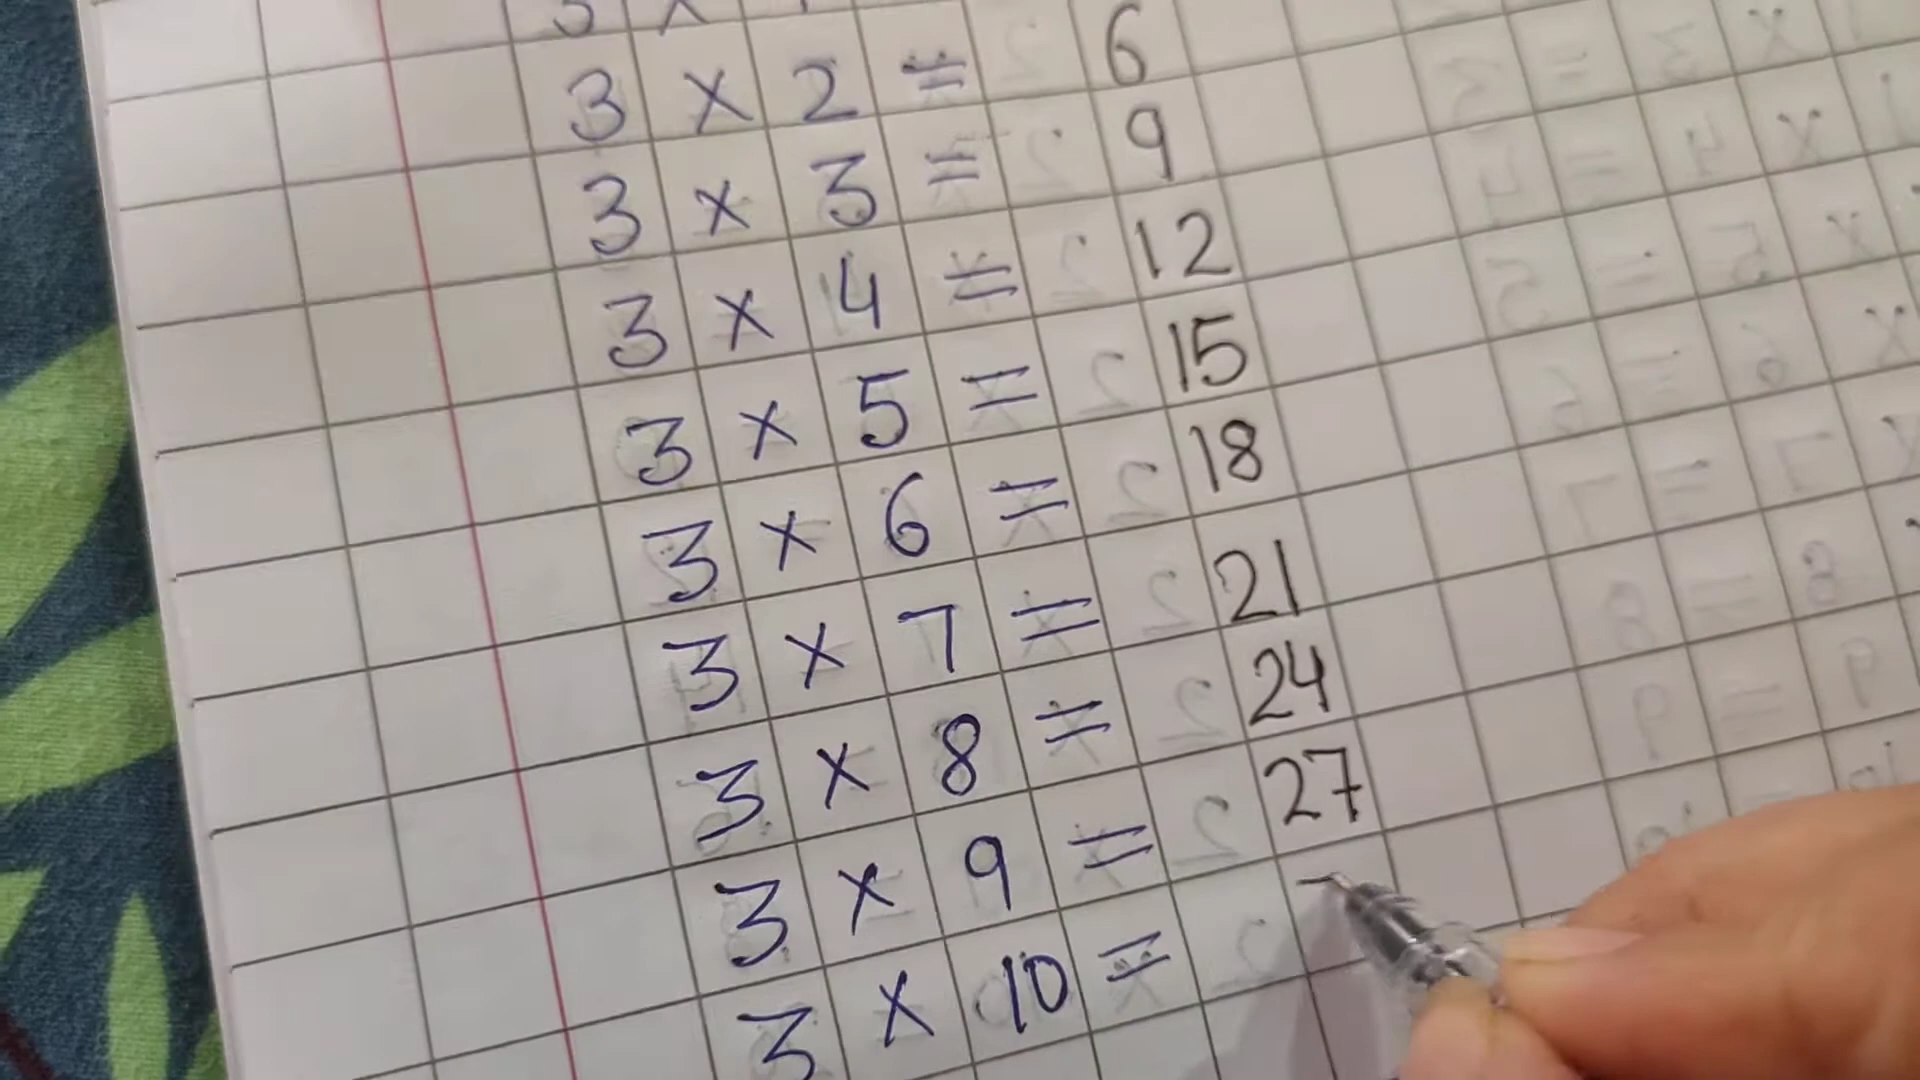 3 x
3 x 2 = 6
3 x 3 = 9
3 x 4 = 12
3 x 5 = 15
3 x 6 = 18
3 x 7 = 21
3 x 8 = 24
3 x 9 = 27
3 x 10 =